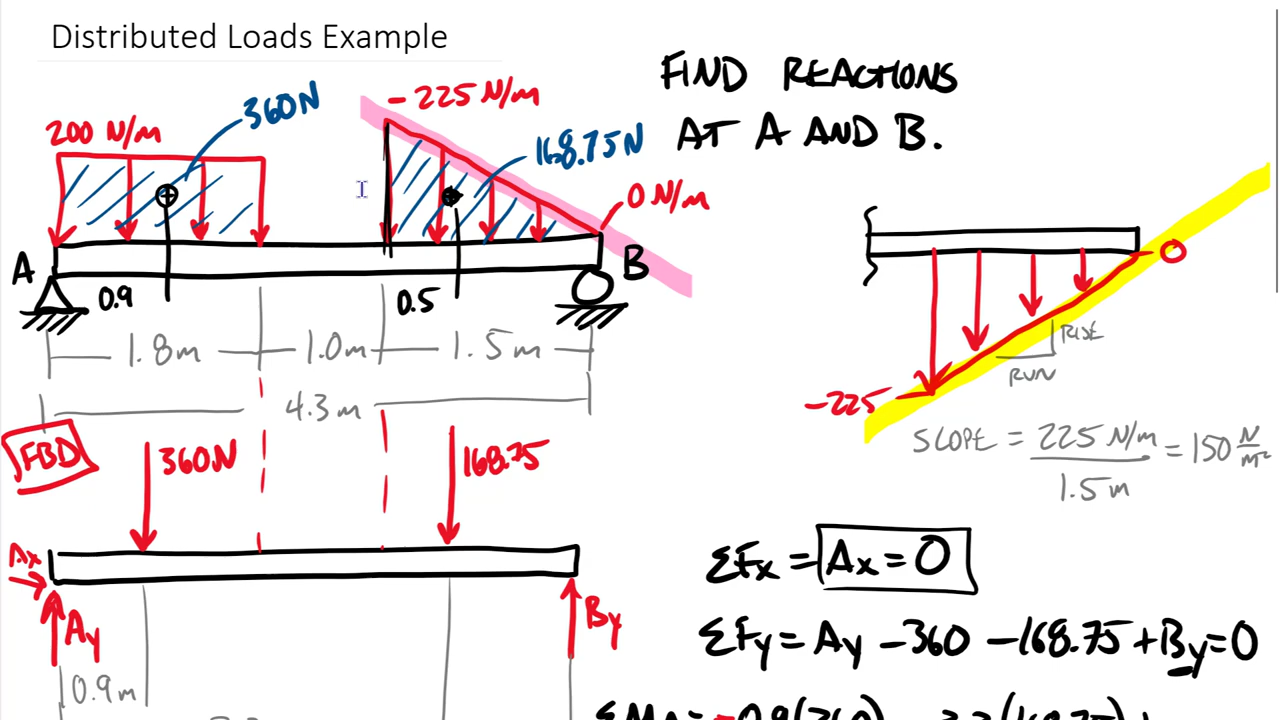 Distributed Loads Example
FIND REACTIONS
AT A AND B.
200 N/m
360N
-225 N/m
168.75N
0 N/m
A
B
0.9
0.5
1.8m
1.0m
1.5m
4.3m
0
RISE
RUN
-225
SLOPE = 225 N/m / 1.5m = 150 N/m²
FBD
360N
168.75
Ax
Ay
By
0.9m
ΣFx = Ax = 0
ΣFy = Ay -360 -168.75 + By = 0